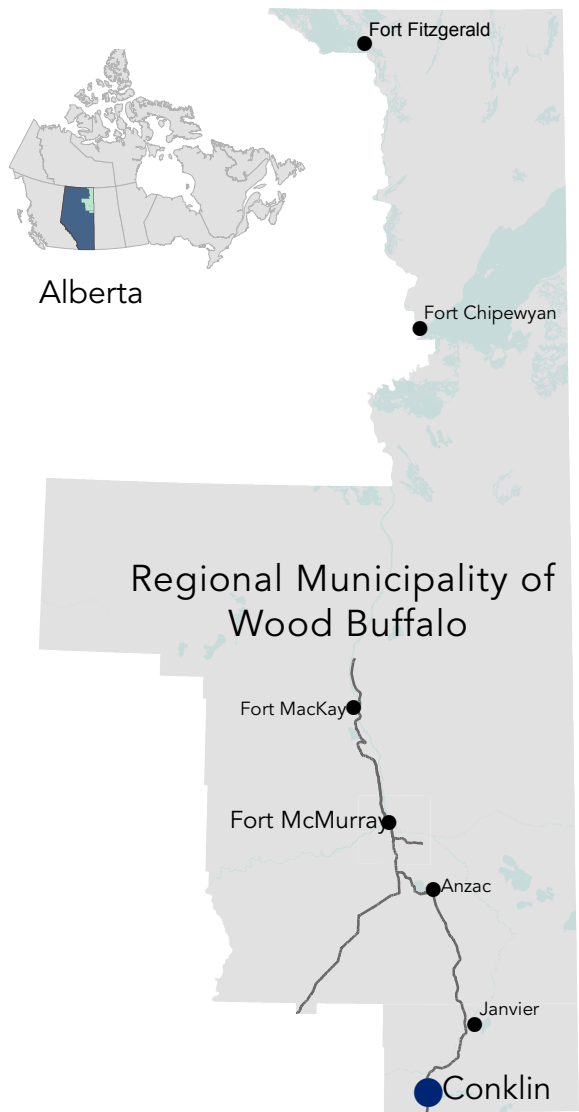 Fort Fitzgerald
Alberta
Fort Chipewyan
Regional Municipality of
Wood Buffalo
Fort MacKay
Fort McMurray
Anzac
Janvier
Conklin